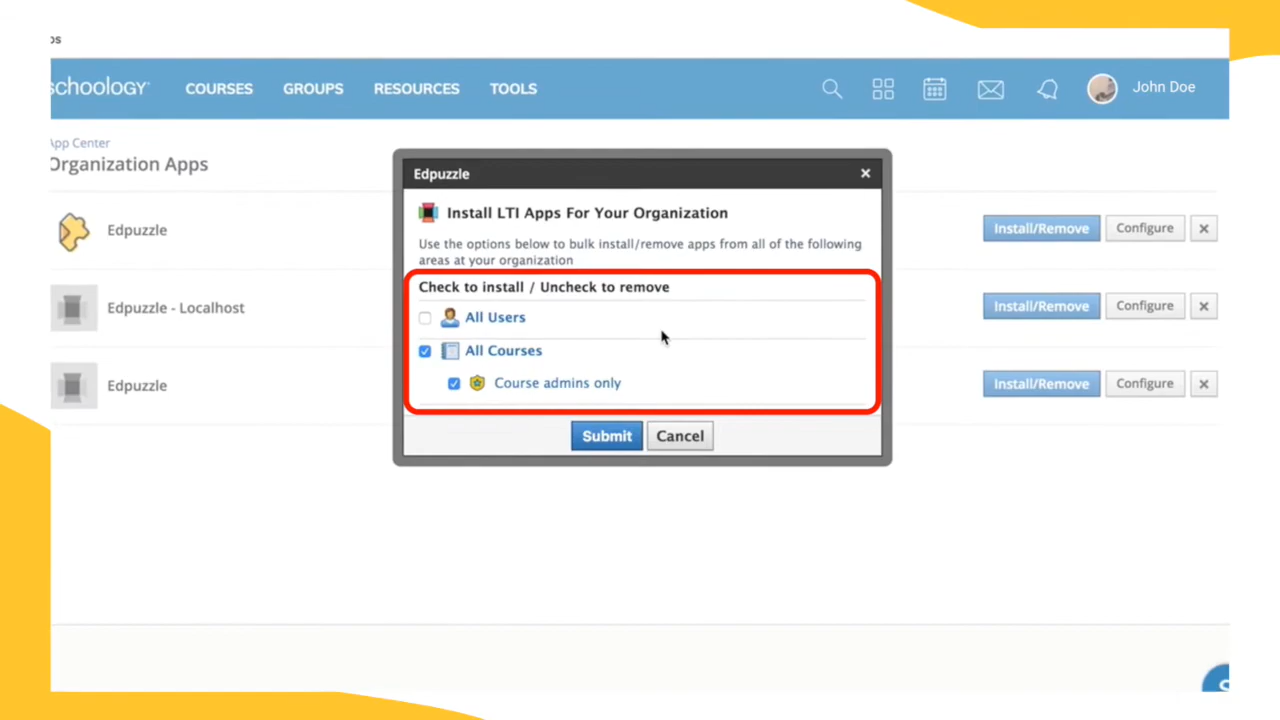 ps
schoology
COURSES
GROUPS
RESOURCES
TOOLS
John Doe
App Center
Organization Apps
Edpuzzle
Install/Remove
Configure
Edpuzzle - Localhost
Install/Remove
Configure
Edpuzzle
Install/Remove
Configure
Edpuzzle
Install LTI Apps For Your Organization
Use the options below to bulk install/remove apps from all of the following
areas at your organization
Check to install / Uncheck to remove
All Users
All Courses
Course admins only
Submit
Cancel